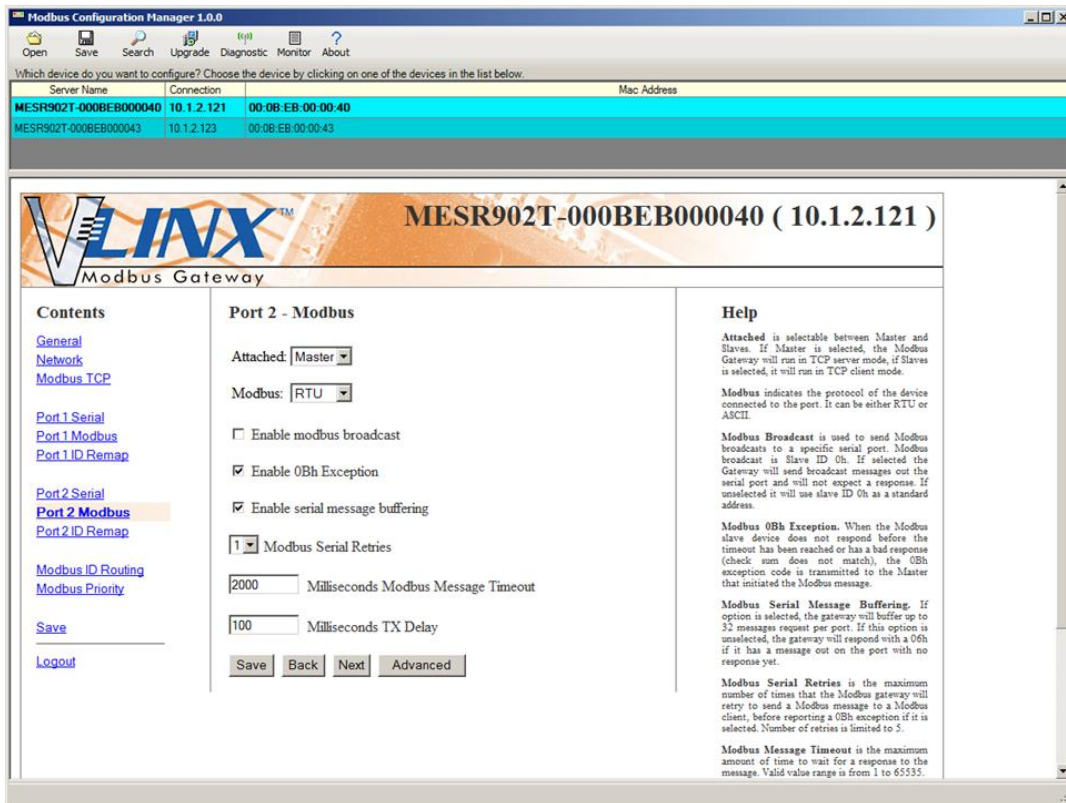 Modbus Configuration Manager 1.0.0
Open Save Search Upgrade Diagnostic Monitor About
Which device do you want to configure? Choose the device by clicking on one of the devices in the list below.
Server Name Connection Mac Address
MESR902T-000BEB000040 10.1.2.121 00:0B:EB:00:00:40
MESR902T-000BEB000043 10.1.2.123 00:0B:EB:00:00:43
VLINX™
Modbus Gateway
MESR902T-000BEB000040 ( 10.1.2.121 )
Contents
General
Network
Modbus TCP
Port 1 Serial
Port 1 Modbus
Port 1 ID Remap
Port 2 Serial
Port 2 Modbus
Port 2 ID Remap
Modbus ID Routing
Modbus Priority
Save
Logout
Port 2 - Modbus
Attached: Master
Modbus: RTU
Enable modbus broadcast
Enable 0Bh Exception
Enable serial message buffering
1 Modbus Serial Retries
2000 Milliseconds Modbus Message Timeout
100 Milliseconds TX Delay
Save Back Next Advanced
Help
Attached is selectable between Master and
Slaves. If Master is selected, the Modbus
Gateway will run in TCP server mode, if Slaves
is selected, it will run in TCP client mode.
Modbus indicates the protocol of the device
connected to the port. It can be either RTU or
ASCII.
Modbus Broadcast is used to send Modbus
broadcasts to a specific serial port. Modbus
broadcast is Slave ID 0h. If selected the
Gateway will send broadcast messages out the
serial port and will not expect a response. If
unselected it will use slave ID 0h as a standard
address.
Modbus 0Bh Exception. When the Modbus
slave device does not respond before the
timeout has been reached or has a bad response
(check sum does not match), the 0Bh
exception code is transmitted to the Master
that initiated the Modbus message.
Modbus Serial Message Buffering. If
option is selected, the gateway will buffer up to
32 messages request per port. If this option is
unselected, the gateway will respond with a 06h
if it has a message out on the port with no
response yet.
Modbus Serial Retries is the maximum
number of times that the Modbus gateway will
retry to send a Modbus message to a Modbus
client, before reporting a 0Bh exception if it is
selected. Number of retries is limited to 5.
Modbus Message Timeout is the maximum
amount of time to wait for a response to the
message. Valid value range is from 1 to 65535.